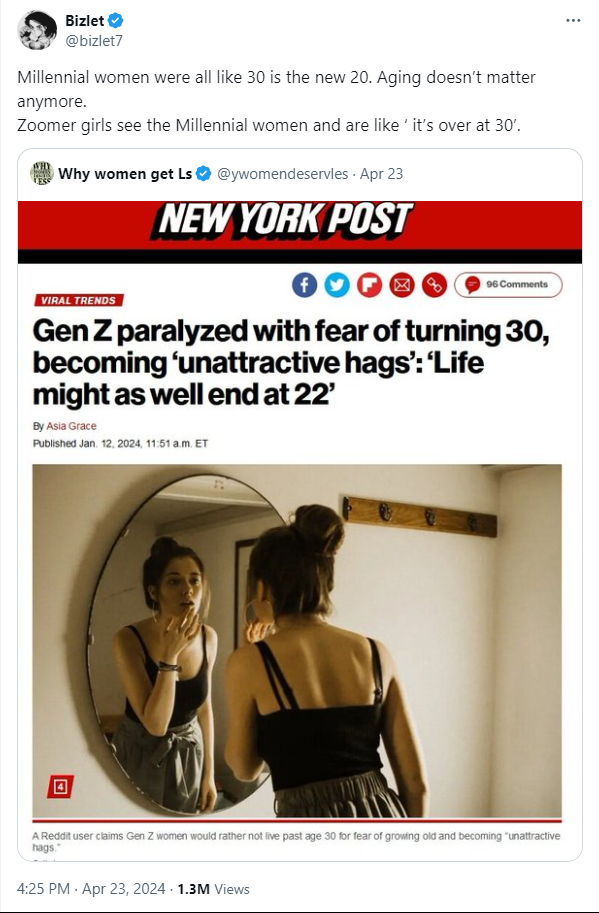 Bizlet
@bizlet7
Millennial women were all like 30 is the new 20. Aging doesn’t matter
anymore.
Zoomer girls see the Millennial women and are like ‘ it’s over at 30’.
WHY
WOMEN
DESERVE
LESS
Why women get Ls @ywomendeservles · Apr 23
NEW YORK POST
96 Comments
VIRAL TRENDS
Gen Z paralyzed with fear of turning 30,
becoming ‘unattractive hags’: ‘Life
might as well end at 22’
By Asia Grace
Published Jan. 12, 2024, 11:51 a.m. ET
4
A Reddit user claims Gen Z women would rather not live past age 30 for fear of growing old and becoming "unattractive
hags."
4:25 PM · Apr 23, 2024 · 1.3M Views